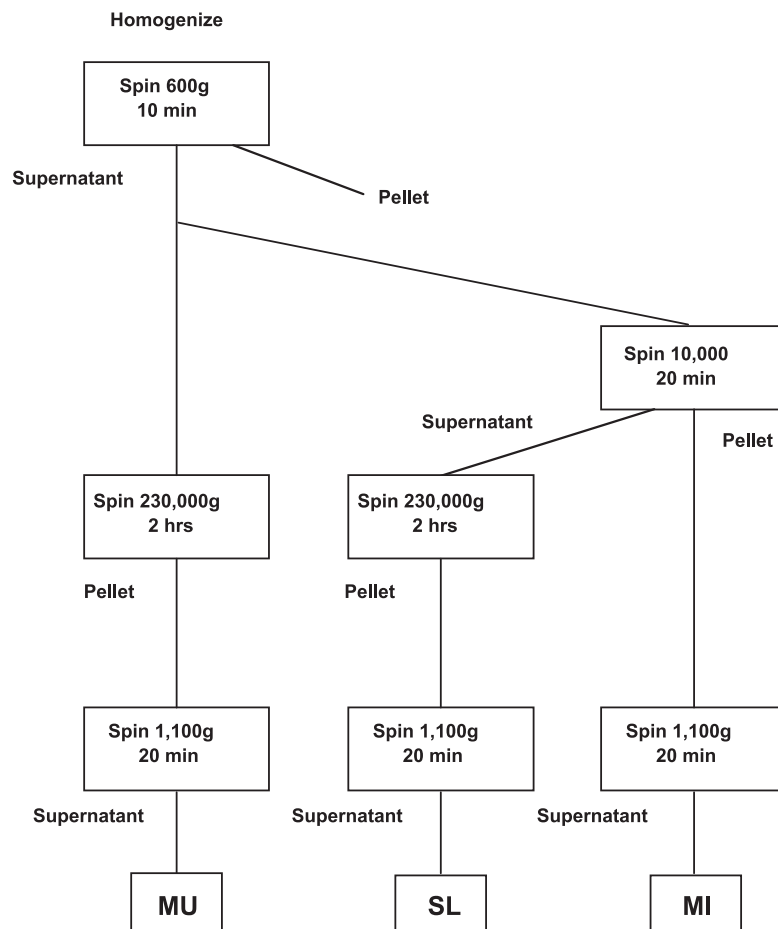 Homogenize
Spin 600g
10 min
Supernatant
Pellet
Spin 10,000
20 min
Supernatant
Pellet
Spin 230,000g
2 hrs
Spin 230,000g
2 hrs
Pellet
Pellet
Spin 1,100g
20 min
Spin 1,100g
20 min
Spin 1,100g
20 min
Supernatant
Supernatant
Supernatant
MU
SL
MI